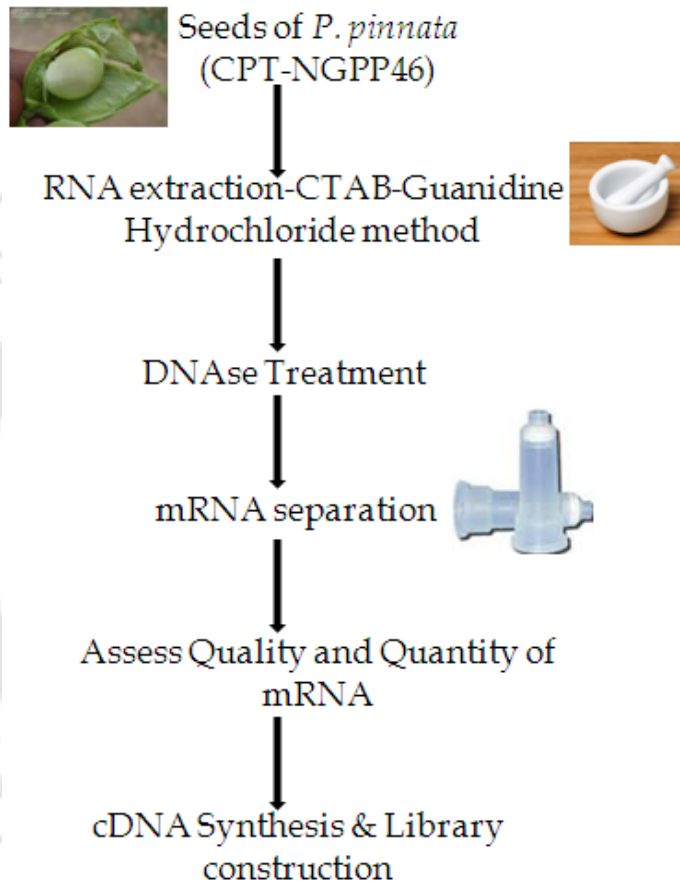 Seeds of P. pinnata
(CPT-NGPP46)
RNA extraction-CTAB-Guanidine
Hydrochloride method
DNAse Treatment
mRNA separation
Assess Quality and Quantity of
mRNA
cDNA Synthesis & Library
construction